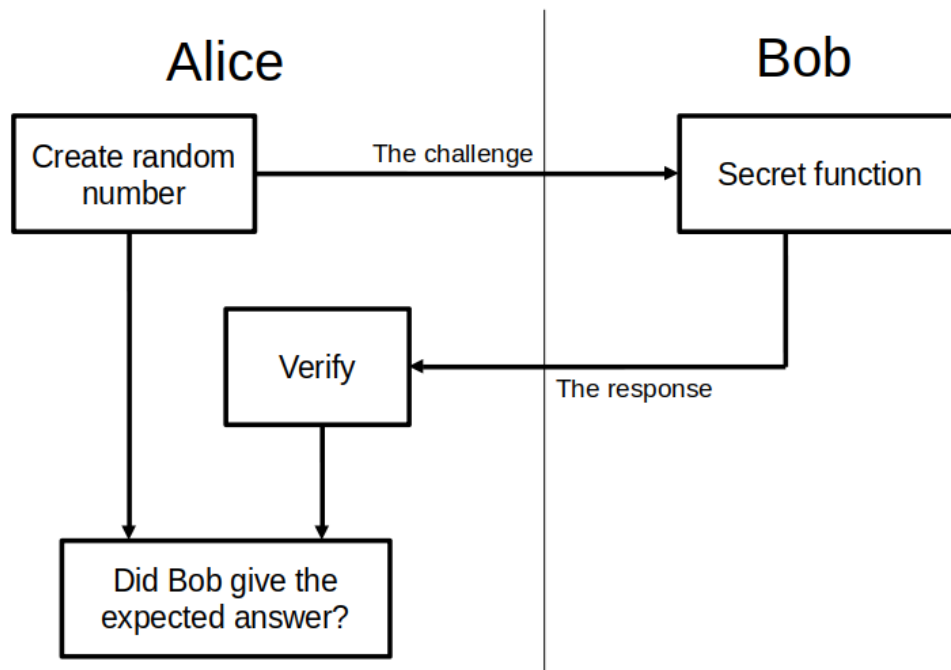 Alice
Bob
Create random
number
The challenge
Secret function
Verify
The response
Did Bob give the
expected answer?